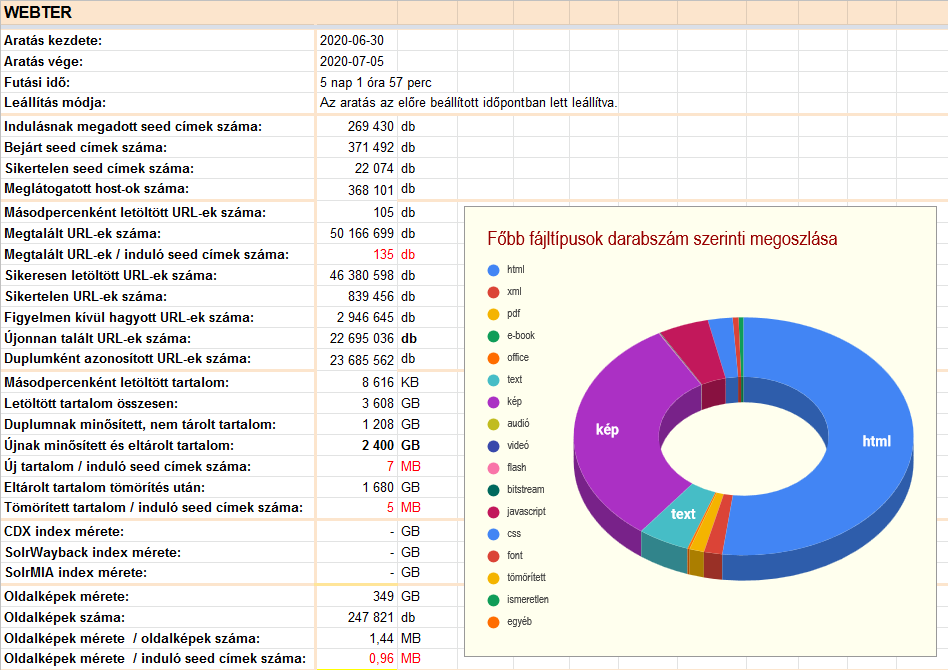 WEBTER
Aratás kezdete: 2020-06-30
Aratás vége: 2020-07-05
Futási idő: 5 nap 1 óra 57 perc
Leállítás módja: Az aratás az előre beállított időpontban lett leállítva.
Indulásnak megadott seed címek száma: 269 430 db
Bejárt seed címek száma: 371 492 db
Sikertelen seed címek száma: 22 074 db
Meglátogatott host-ok száma: 368 101 db
Másodpercenként letöltött URL-ek száma: 105 db
Megtalált URL-ek száma: 50 166 699 db
Megtalált URL-ek / induló seed címek száma: 135 db
Sikeresen letöltött URL-ek száma: 46 380 598 db
Sikertelen URL-ek száma: 839 456 db
Figyelmen kívül hagyott URL-ek száma: 2 946 645 db
Újonnan talált URL-ek száma: 22 695 036 db
Duplumként azonosított URL-ek száma: 23 685 562 db
Másodpercenként letöltött tartalom: 8 616 KB
Letöltött tartalom összesen: 3 608 GB
Duplumnak minősített, nem tárolt tartalom: 1 208 GB
Újnak minősített és eltárolt tartalom: 2 400 GB
Új tartalom / induló seed címek száma: 7 MB
Eltárolt tartalom tömörítés után: 1 680 GB
Tömörített tartalom / induló seed címek száma: 5 MB
CDX index mérete: - GB
SolrWayback index mérete: - GB
SolrMIA index mérete: - GB
Oldalképek mérete: 349 GB
Oldalképek száma: 247 821 db
Oldalképek mérete / oldalképek száma: 1,44 MB
Oldalképek mérete / induló seed címek száma: 0,96 MB
Főbb fájltípusok darabszám szerinti megoszlása
html
xml
pdf
e-book
office
text
kép
audió
videó
flash
bitstream
javascript
css
font
tömörített
ismeretlen
egyéb
kép
html
text